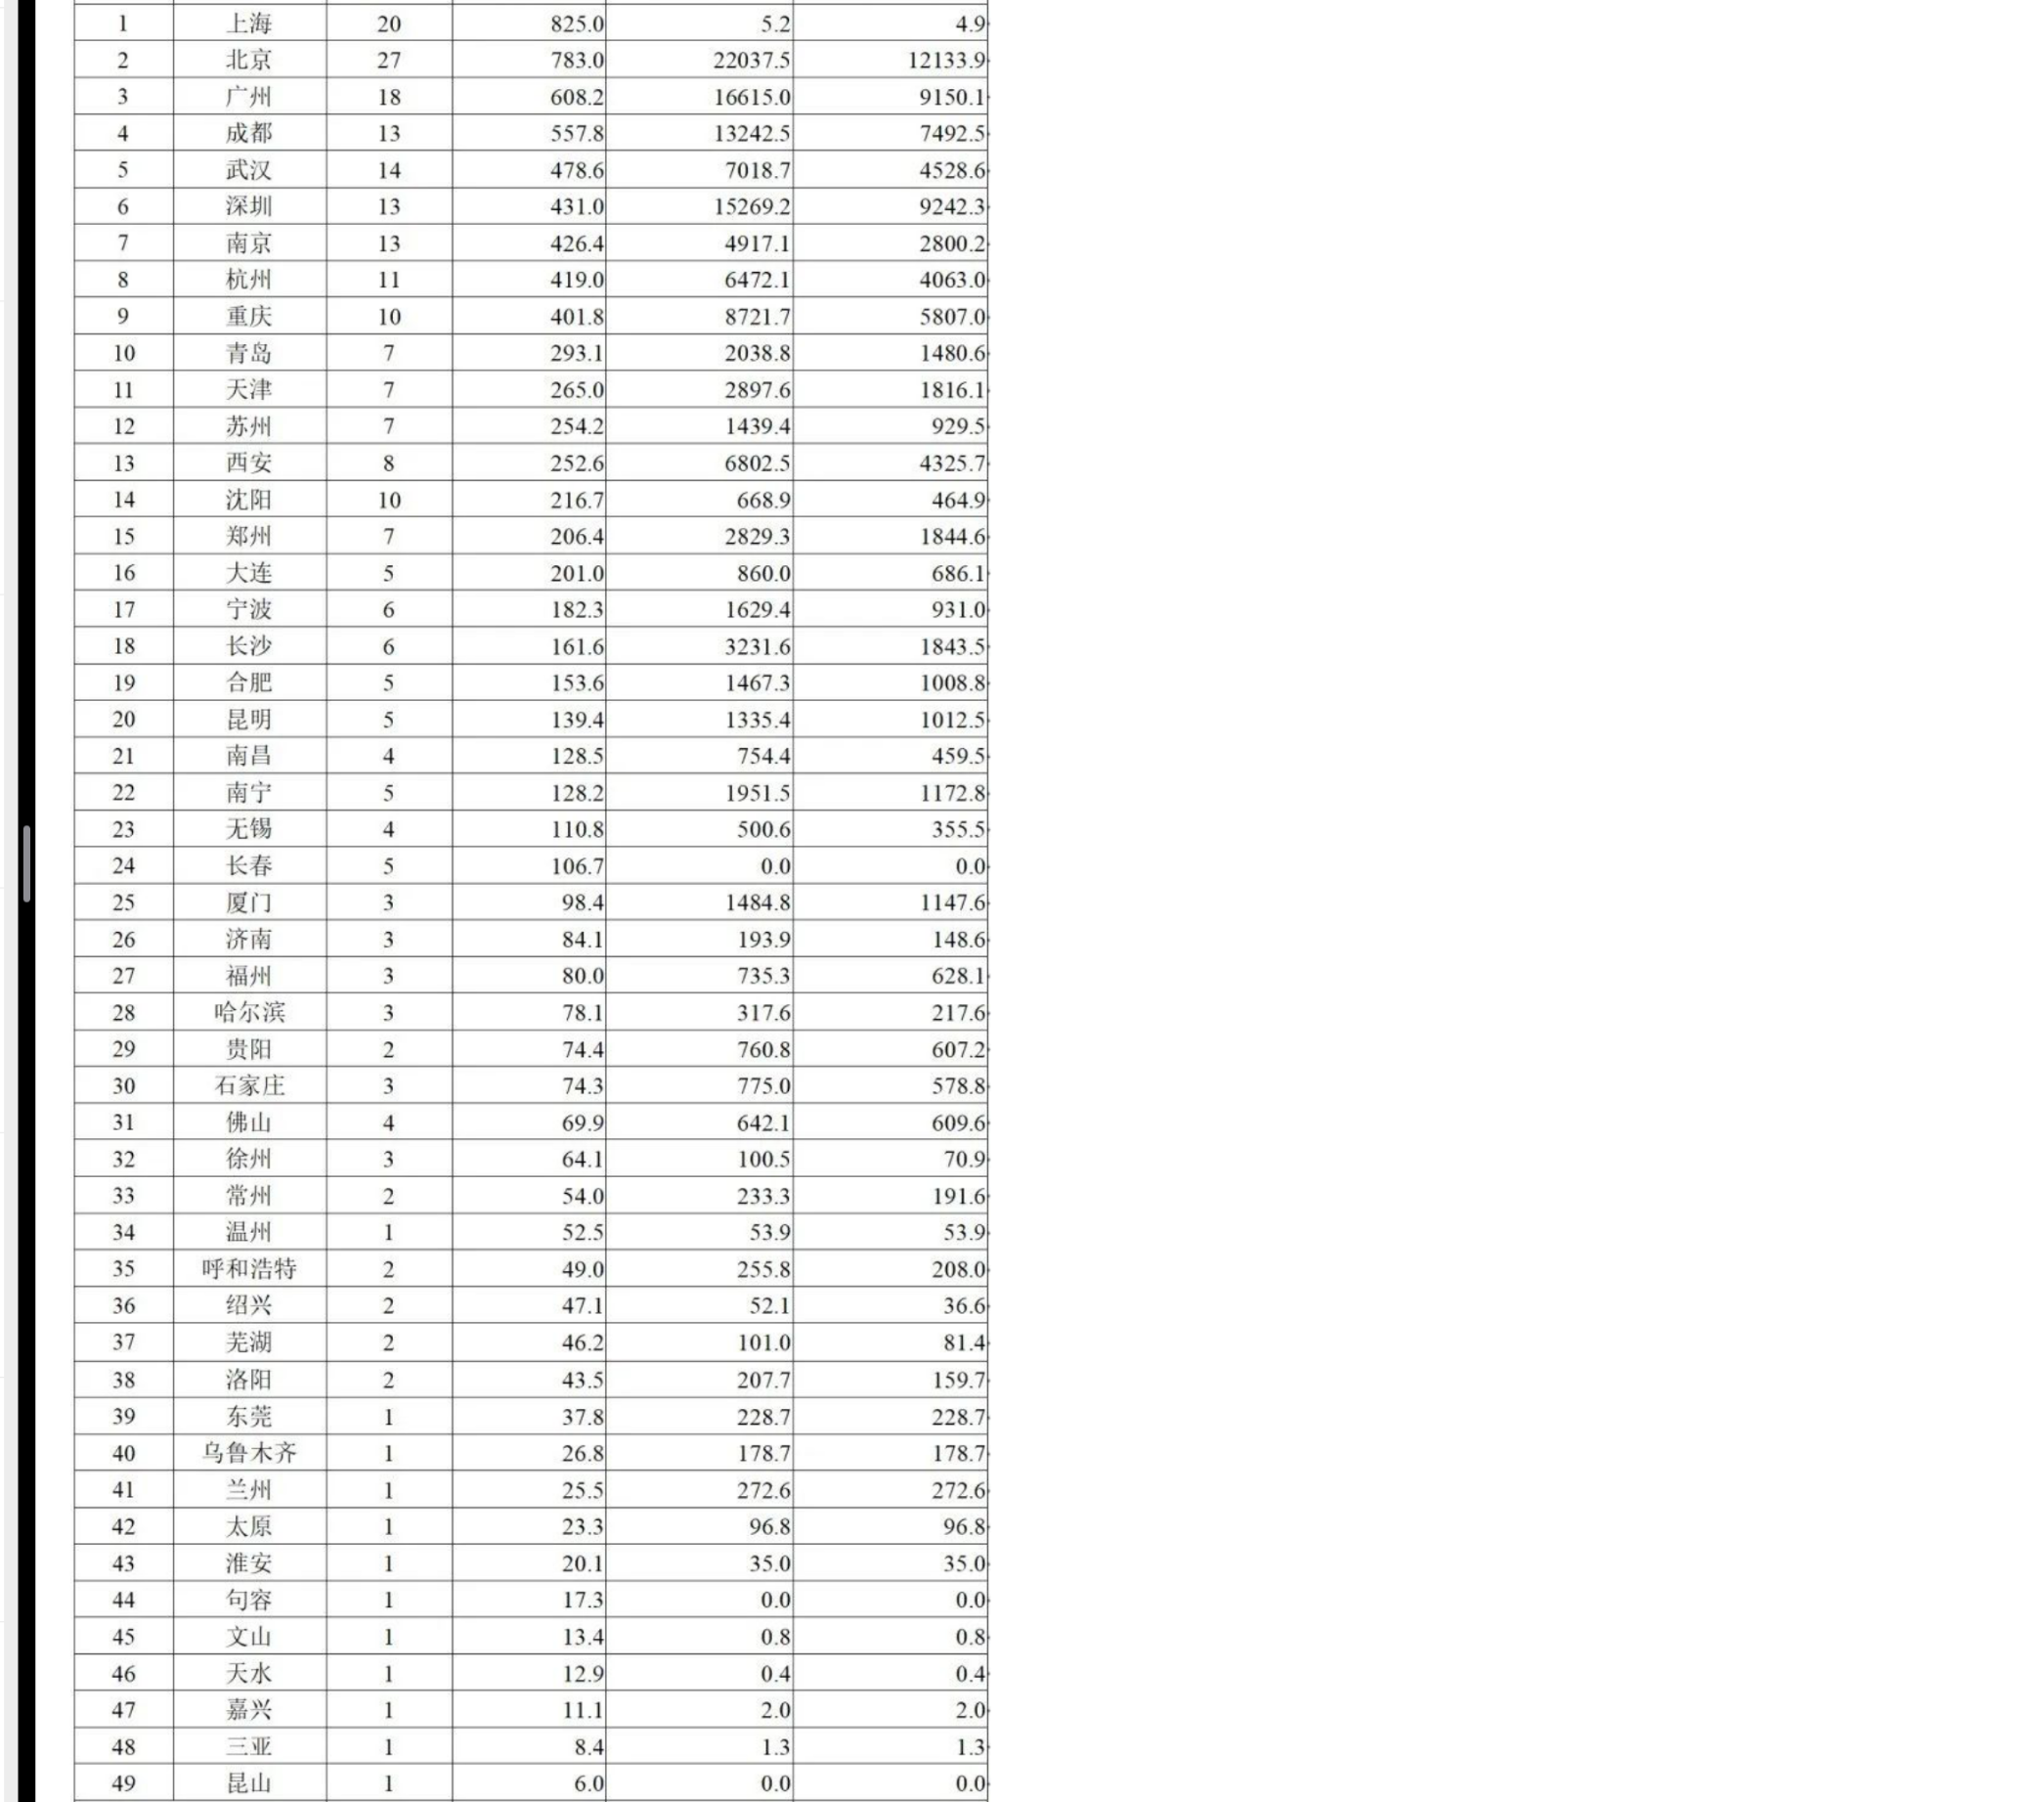 1 上海 20 825.0 5.2 4.9
2 北京 27 783.0 22037.5 12133.9
3 广州 18 608.2 16615.0 9150.1
4 成都 13 557.8 13242.5 7492.5
5 武汉 14 478.6 7018.7 4528.6
6 深圳 13 431.0 15269.2 9242.3
7 南京 13 426.4 4917.1 2800.2
8 杭州 11 419.0 6472.1 4063.0
9 重庆 10 401.8 8721.7 5807.0
10 青岛 7 293.1 2038.8 1480.6
11 天津 7 265.0 2897.6 1816.1
12 苏州 7 254.2 1439.4 929.5
13 西安 8 252.6 6802.5 4325.7
14 沈阳 10 216.7 668.9 464.9
15 郑州 7 206.4 2829.3 1844.6
16 大连 5 201.0 860.0 686.1
17 宁波 6 182.3 1629.4 931.0
18 长沙 6 161.6 3231.6 1843.5
19 合肥 5 153.6 1467.3 1008.8
20 昆明 5 139.4 1335.4 1012.5
21 南昌 4 128.5 754.4 459.5
22 南宁 5 128.2 1951.5 1172.8
23 无锡 4 110.8 500.6 355.5
24 长春 5 106.7 0.0 0.0
25 厦门 3 98.4 1484.8 1147.6
26 济南 3 84.1 193.9 148.6
27 福州 3 80.0 735.3 628.1
28 哈尔滨 3 78.1 317.6 217.6
29 贵阳 2 74.4 760.8 607.2
30 石家庄 3 74.3 775.0 578.8
31 佛山 4 69.9 642.1 609.6
32 徐州 3 64.1 100.5 70.9
33 常州 2 54.0 233.3 191.6
34 温州 1 52.5 53.9 53.9
35 呼和浩特 2 49.0 255.8 208.0
36 绍兴 2 47.1 52.1 36.6
37 芜湖 2 46.2 101.0 81.4
38 洛阳 2 43.5 207.7 159.7
39 东莞 1 37.8 228.7 228.7
40 乌鲁木齐 1 26.8 178.7 178.7
41 兰州 1 25.5 272.6 272.6
42 太原 1 23.3 96.8 96.8
43 淮安 1 20.1 35.0 35.0
44 句容 1 17.3 0.0 0.0
45 文山 1 13.4 0.8 0.8
46 天水 1 12.9 0.4 0.4
47 嘉兴 1 11.1 2.0 2.0
48 三亚 1 8.4 1.3 1.3
49 昆山 1 6.0 0.0 0.0